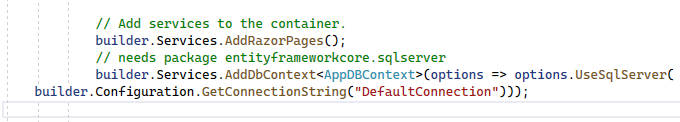 // Add services to the container.
builder.Services.AddRazorPages();
// needs package entityframeworkcore.sqlserver
builder.Services.AddDbContext<AppDBContext>(options => options.UseSqlServer(
builder.Configuration.GetConnectionString("DefaultConnection")));